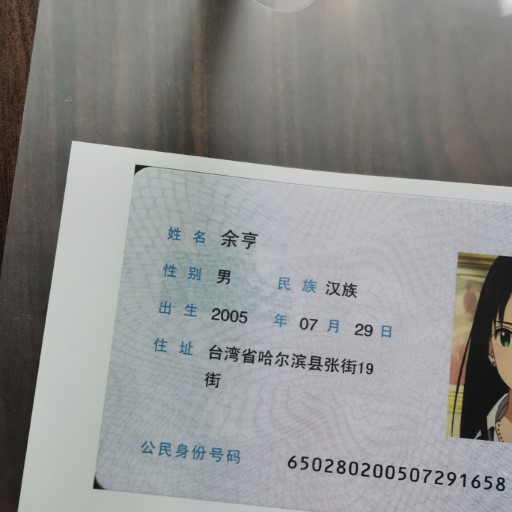 姓名 余亨
性别 男 民族 汉族
出生 2005 年 07 月 29 日
住址 台湾省哈尔滨县张街19
街
公民身份号码 650280200507291658